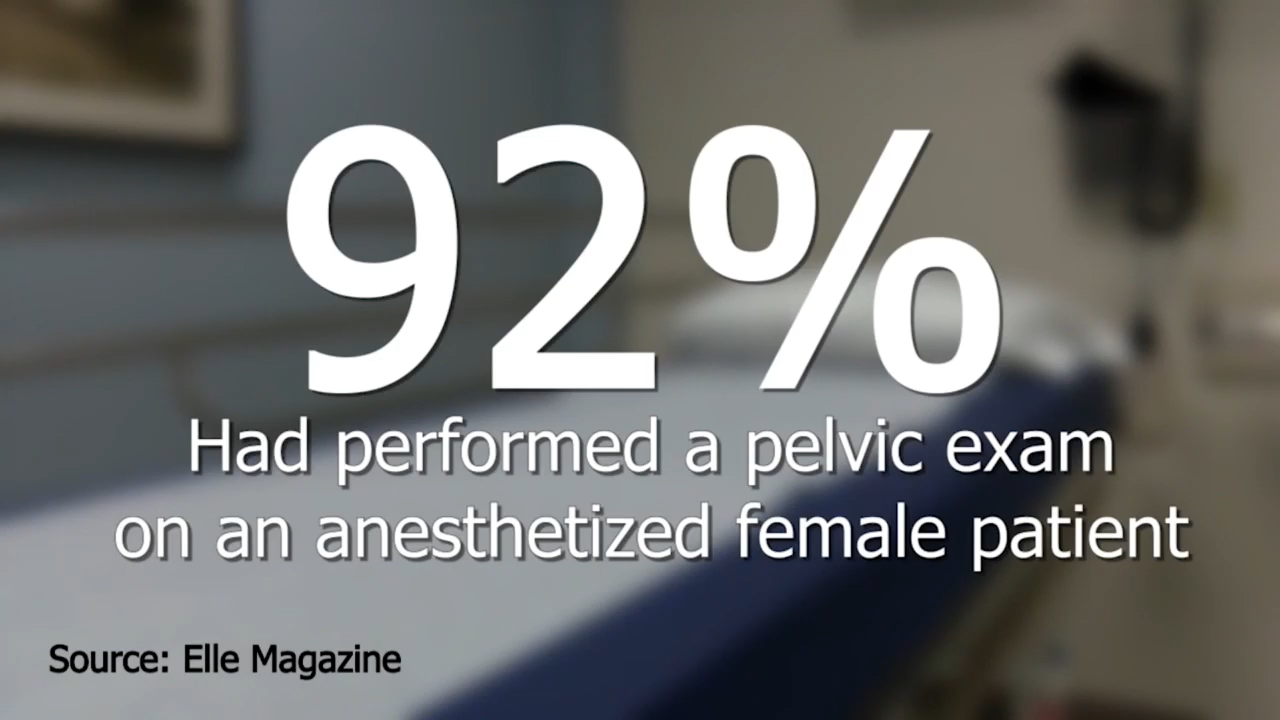 92%
Had performed a pelvic exam
on an anesthetized female patient
Source: Elle Magazine